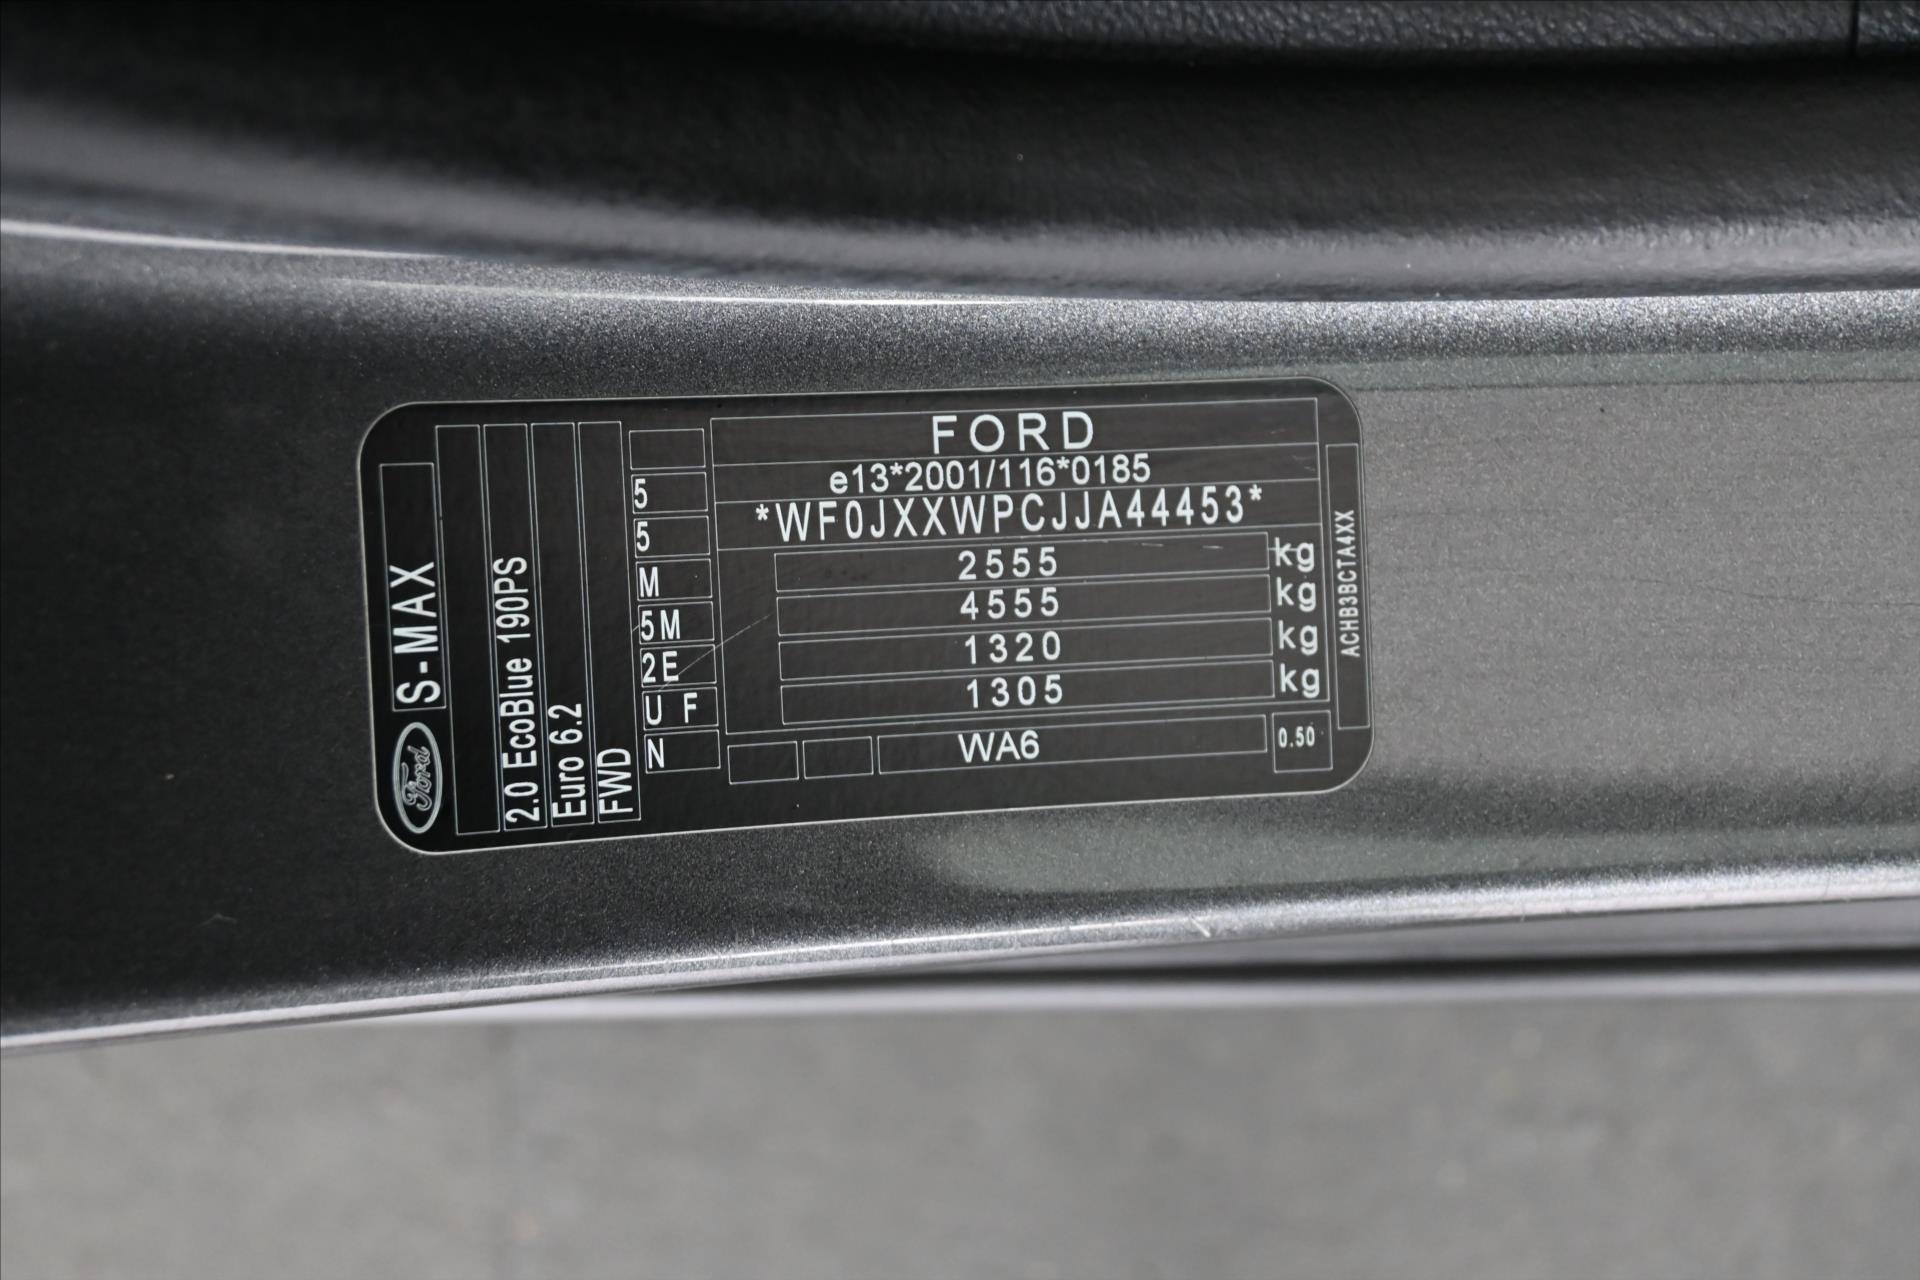 FORD
e13*2001/116*0185
*WF0JXXWPCJJA44453*
2555 kg
4555 kg
1320 kg
1305 kg
WA6
0.50
ACHB3BCTA4XX
5
5
M
5M
2E
U F
N
Ford S-MAX
2.0 EcoBlue 190PS
Euro 6.2
FWD